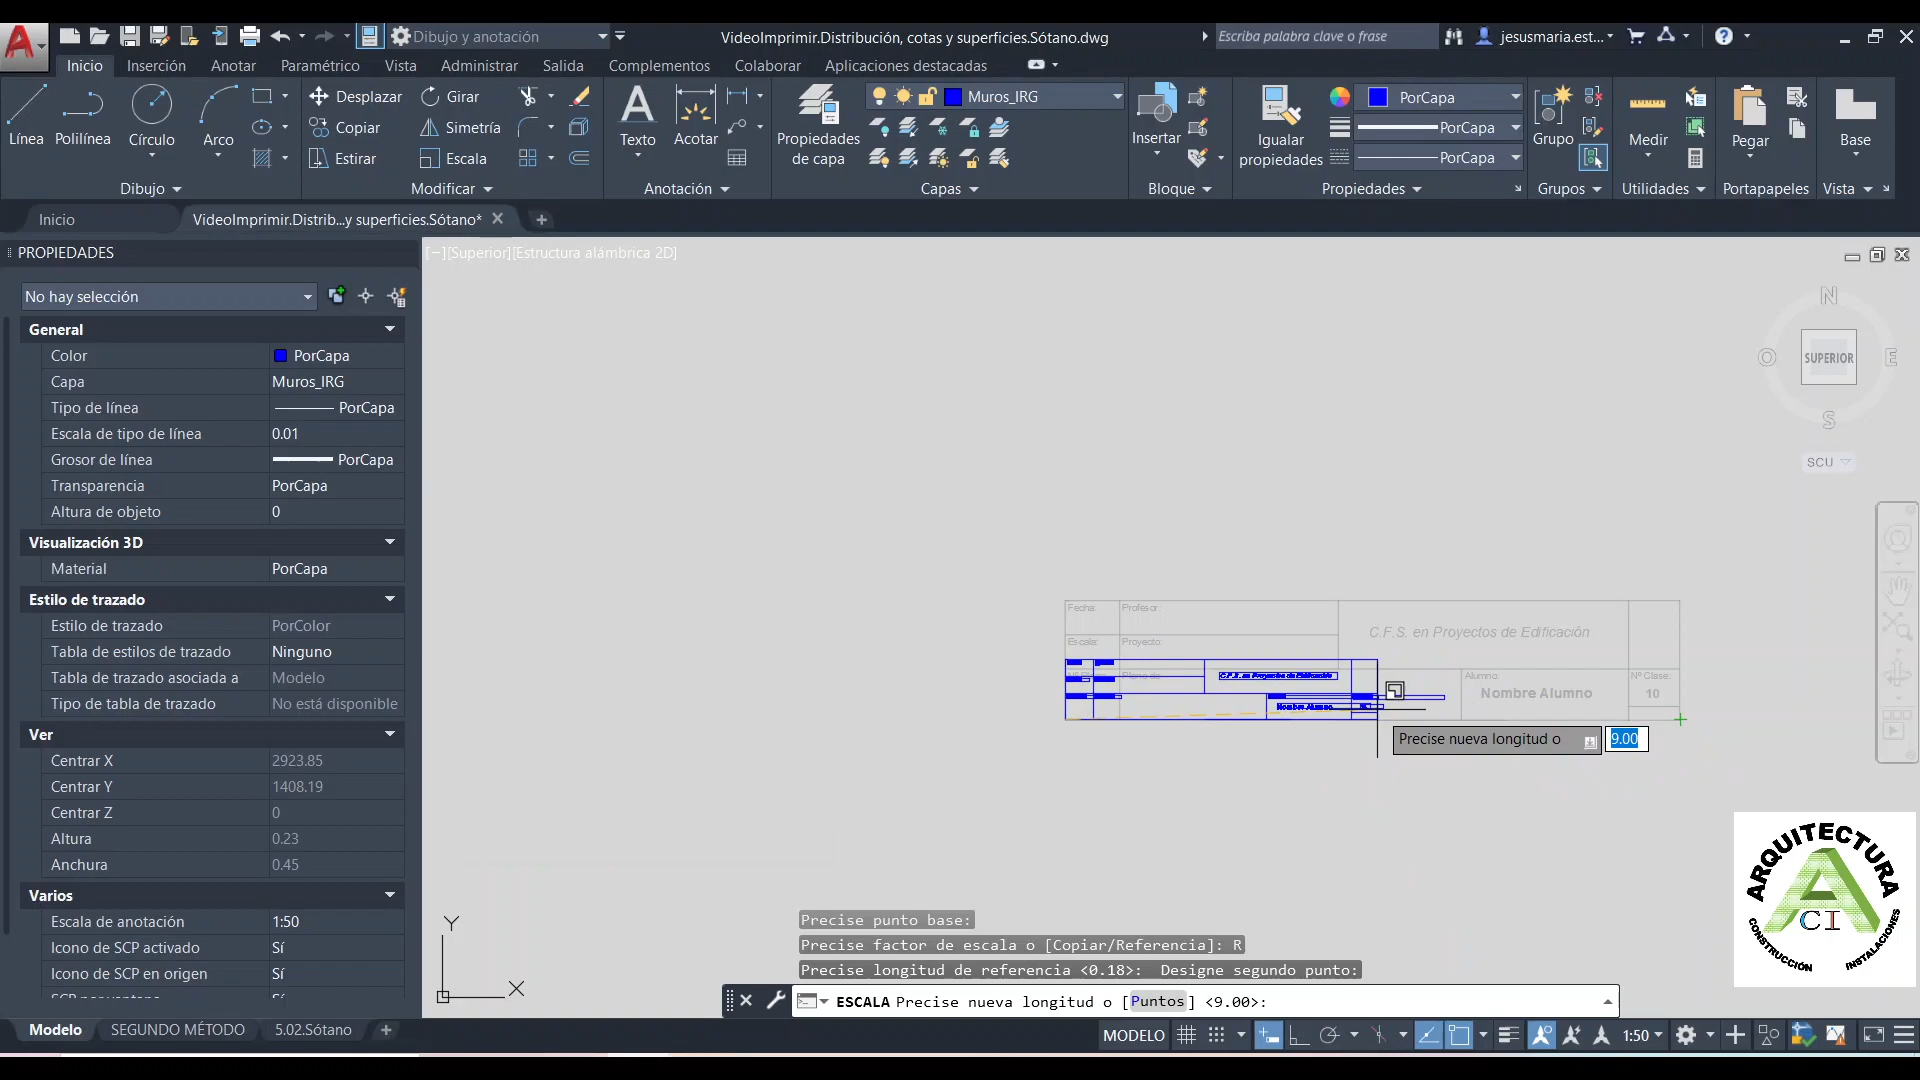 Dibujo y anotación
VideoImprimir.Distribución, cotas y superficies.Sótano.dwg
Escriba palabra clave o frase
jesusmaria.est...
Inicio Inserción Anotar Paramétrico Vista Administrar Salida Complementos Colaborar Aplicaciones destacadas
Línea Polilínea Círculo Arco
Desplazar Girar
Copiar Simetría
Estirar Escala
Texto Acotar
Propiedades de capa
Muros_IRG
Insertar
Igualar propiedades
PorCapa
PorCapa
PorCapa
Grupo Medir Pegar Base
Dibujo Modificar Anotación Capas Bloque Propiedades Grupos Utilidades Portapapeles Vista
Inicio
VideoImprimir.Distrib...y superficies.Sótano*
PROPIEDADES
No hay selección
General
Color PorCapa
Capa Muros_IRG
Tipo de línea PorCapa
Escala de tipo de línea 0.01
Grosor de línea PorCapa
Transparencia PorCapa
Altura de objeto 0
Visualización 3D
Material PorCapa
Estilo de trazado
Estilo de trazado PorColor
Tabla de estilos de trazado Ninguno
Tabla de trazado asociada a Modelo
Tipo de tabla de trazado No está disponible
Ver
Centrar X 2923.85
Centrar Y 1408.19
Centrar Z 0
Altura 0.23
Anchura 0.45
Varios
Escala de anotación 1:50
Icono de SCP activado Sí
Icono de SCP en origen Sí
[−][Superior][Estructura alámbrica 2D]
N
O SUPERIOR E
S
SCU
Fecha: Profesor:
C.F.S. en Proyectos de Edificación
Escala: Proyecto:
C.F.S. en Proyectos de Edificación
Plano de
Alumno: Nº Clase:
Nombre Alumno 10
Nombre Alumno
Precise nueva longitud o 9.00
Y
X
Precise punto base:
Precise factor de escala o [Copiar/Referencia]: R
Precise longitud de referencia <0.18>: Designe segundo punto:
ESCALA Precise nueva longitud o [Puntos] <9.00>:
ARQUITECTURA
CI
CONSTRUCCIÓN
INSTALACIONES
Modelo SEGUNDO MÉTODO 5.02.Sótano
MODELO
1:50